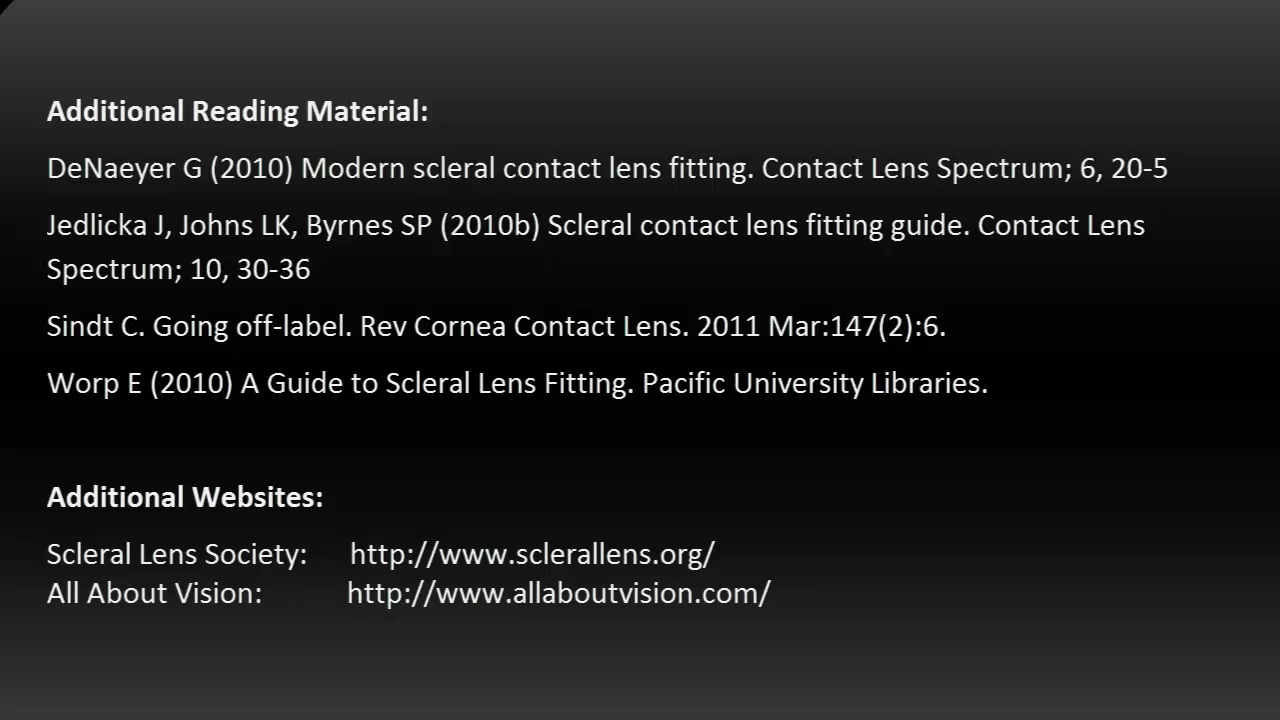 Additional Reading Material:
DeNaeyer G (2010) Modern scleral contact lens fitting. Contact Lens Spectrum; 6, 20-5
Jedlicka J, Johns LK, Byrnes SP (2010b) Scleral contact lens fitting guide. Contact Lens
Spectrum; 10, 30-36
Sindt C. Going off-label. Rev Cornea Contact Lens. 2011 Mar:147(2):6.
Worp E (2010) A Guide to Scleral Lens Fitting. Pacific University Libraries.
Additional Websites:
Scleral Lens Society: http://www.sclerallens.org/
All About Vision: http://www.allaboutvision.com/